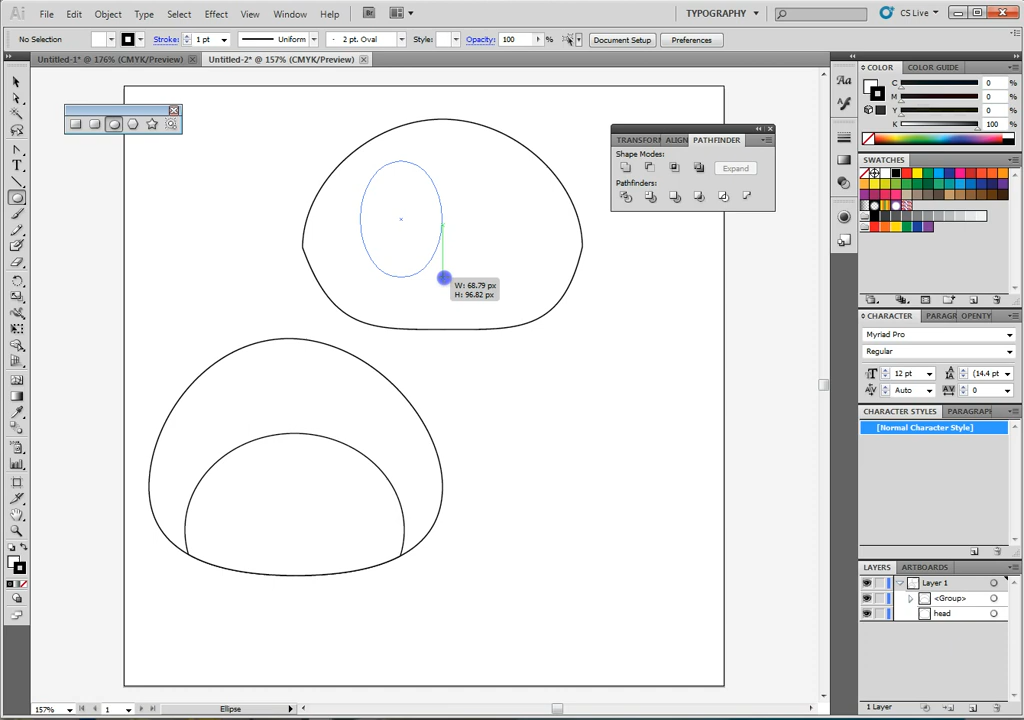 Ai File Edit Object Type Select Effect View Window Help Br TYPOGRAPHY CS Live
No Selection Stroke: 1 pt Uniform 2 pt. Oval Style: Opacity: 100 % Document Setup Preferences
Untitled-1* @ 176% (CMYK/Preview) Untitled-2* @ 157% (CMYK/Preview)
TRANSFORM ALIGN PATHFINDER
Shape Modes:
Expand
Pathfinders:
W: 68.79 px
H: 96.82 px
COLOR COLOR GUIDE
C 0 %
M 0 %
Y 0 %
K 100 %
SWATCHES
CHARACTER PARAGR OPENTY
Myriad Pro
Regular
12 pt (14.4 pt
Auto 0
CHARACTER STYLES PARAGRAPH
[Normal Character Style]
LAYERS ARTBOARDS
Layer 1
<Group>
head
1 Layer
157% 1 Ellipse